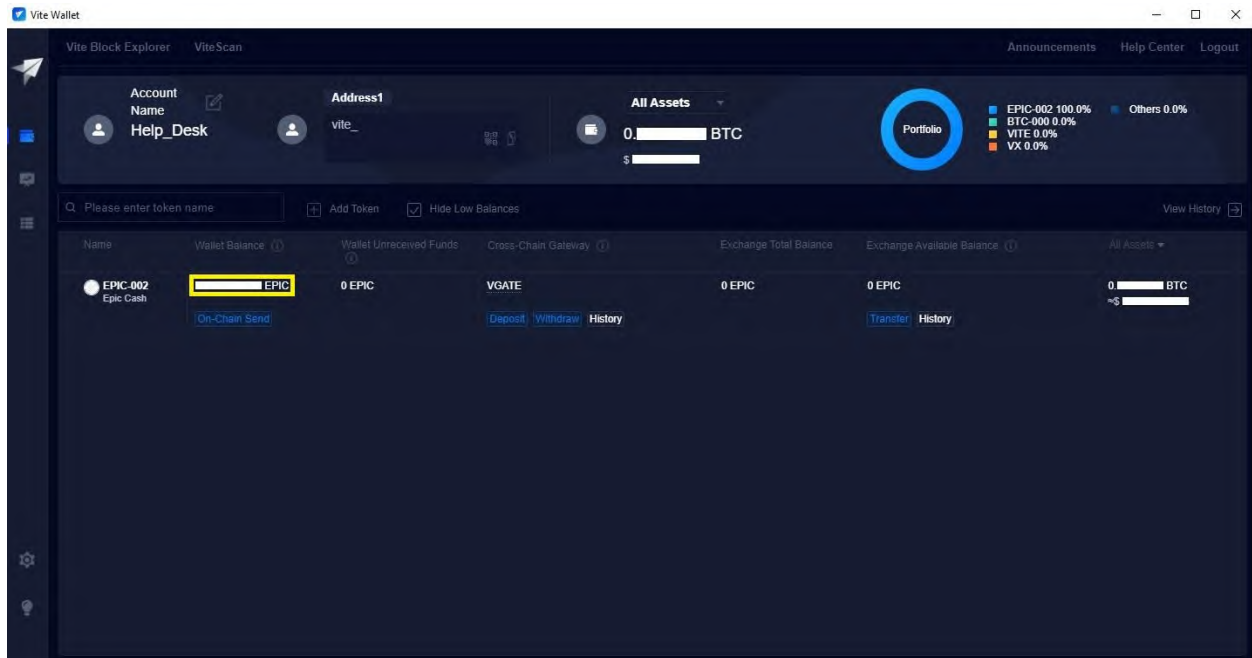 Vite Wallet
Vite Block Explorer ViteScan Announcements Help Center Logout
Account
Name
Help_Desk
Address1
vite_
All Assets
0. BTC
$
Portfolio
EPIC-002 100.0% Others 0.0%
BTC-000 0.0%
VITE 0.0%
VX 0.0%
Please enter token name Add Token Hide Low Balances View History
Name Wallet Balance Wallet Unreceived Funds Cross-Chain Gateway Exchange Total Balance Exchange Available Balance All Assets
EPIC-002 EPIC 0 EPIC VGATE 0 EPIC 0 EPIC 0. BTC
Epic Cash ≈$
On-Chain Send Deposit Withdraw History Transfer History